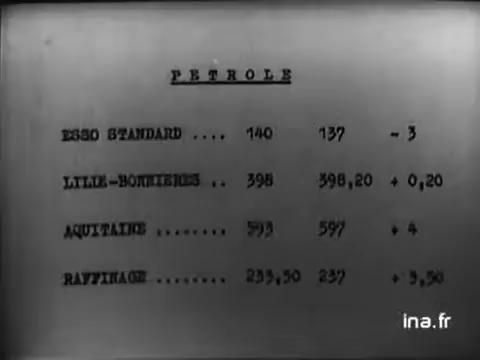 PETROLE
ESSO STANDARD .... 140 137 - 3
LILLE-BONNIERES .. 398 398,20 + 0,20
AQUITAINE ........ 593 597 + 4
RAFFINAGE ........ 233,50 237 + 3,50
ina.fr